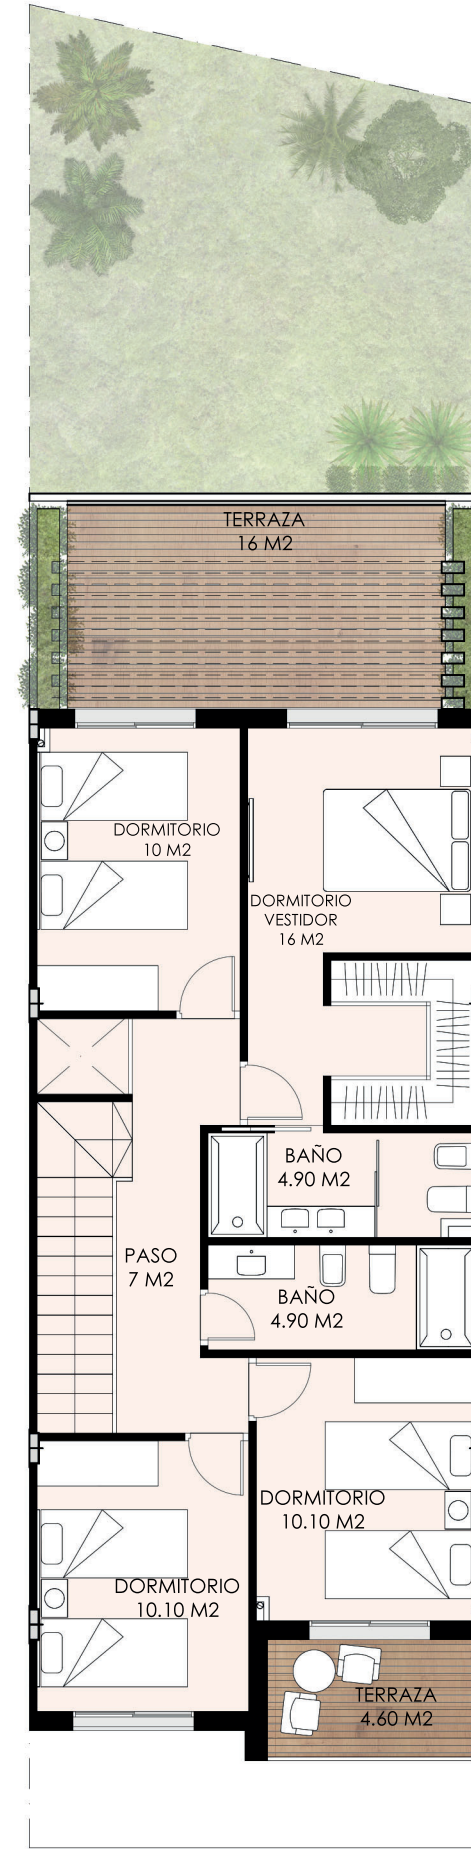 TERRAZA
16 M2
DORMITORIO
10 M2
DORMITORIO
VESTIDOR
16 M2
BAÑO
4.90 M2
PASO
7 M2
BAÑO
4.90 M2
DORMITORIO
10.10 M2
DORMITORIO
10.10 M2
TERRAZA
4.60 M2